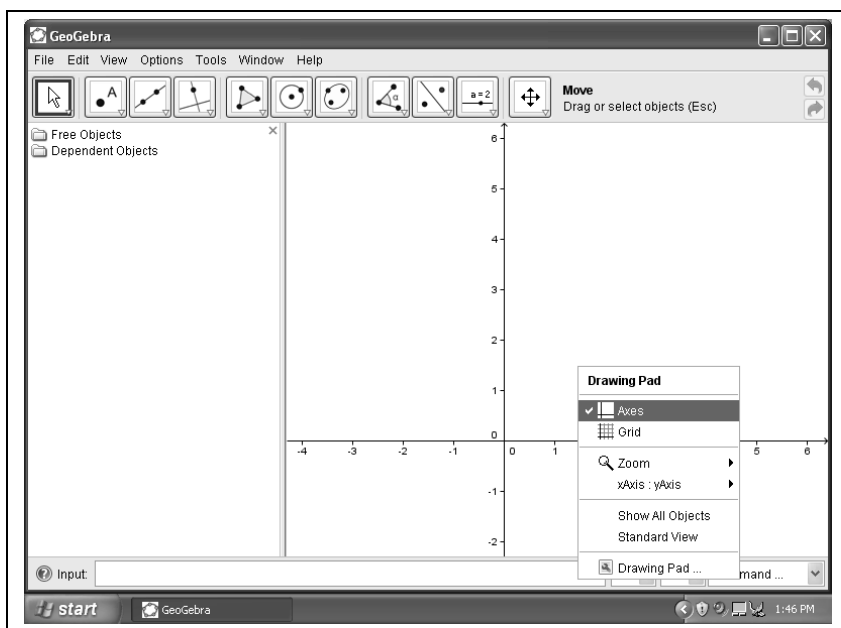 GeoGebra
File Edit View Options Tools Window Help
A
α
a = 2
Move
Drag or select objects (Esc)
Free Objects
Dependent Objects
6
5
4
3
2
1
0
-1
-2
-4 -3 -2 -1 0 1 5 6
Drawing Pad
Axes
Grid
Zoom
xAxis : yAxis
Show All Objects
Standard View
Drawing Pad ...
Input:
mmand ...
start GeoGebra 1:46 PM